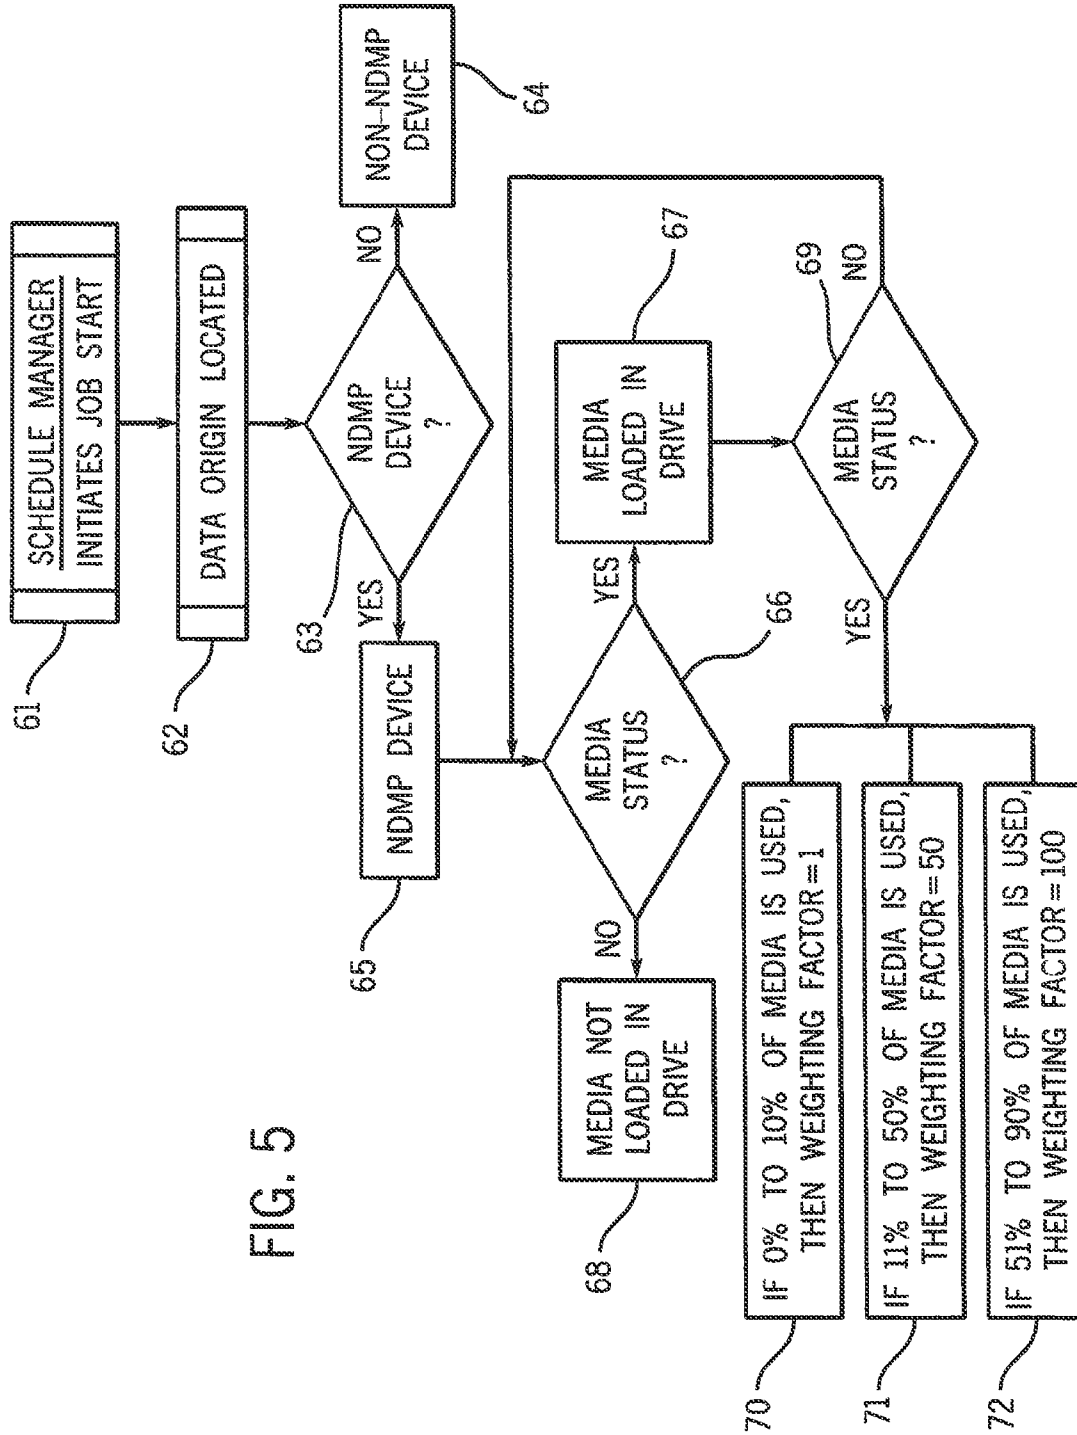 61
SCHEDULE MANAGER
INITIATES JOB START
62
DATA ORIGIN LOCATED
63
NDMP
DEVICE
?
NO
NON-NDMP
DEVICE
64
YES
65
NDMP DEVICE
66
MEDIA
STATUS
?
YES
MEDIA
LOADED IN
DRIVE
67
NO
MEDIA NOT
LOADED IN
DRIVE
68
69
MEDIA
STATUS
?
NO
YES
70
IF 0% TO 10% OF MEDIA IS USED,
THEN WEIGHTING FACTOR=1
71
IF 11% TO 50% OF MEDIA IS USED,
THEN WEIGHTING FACTOR=50
72
IF 51% TO 90% OF MEDIA IS USED,
THEN WEIGHTING FACTOR=100
FIG. 5